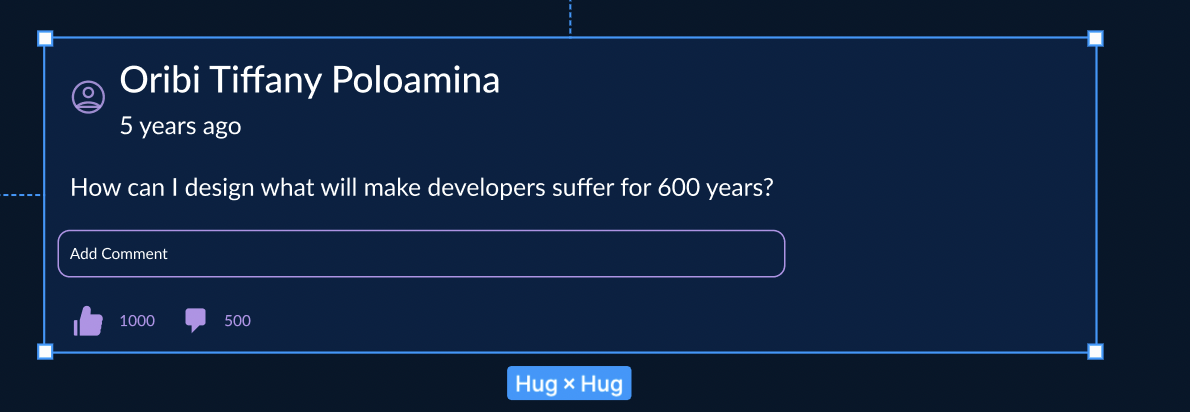 Oribi Tiffany Poloamina
5 years ago
How can I design what will make developers suffer for 600 years?
Add Comment
1000 500
Hug × Hug